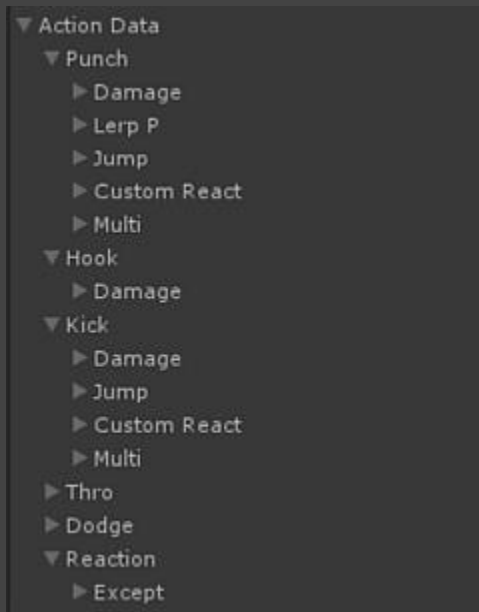 Action Data
Punch
Damage
Lerp P
Jump
Custom React
Multi
Hook
Damage
Kick
Damage
Jump
Custom React
Multi
Thro
Dodge
Reaction
Except